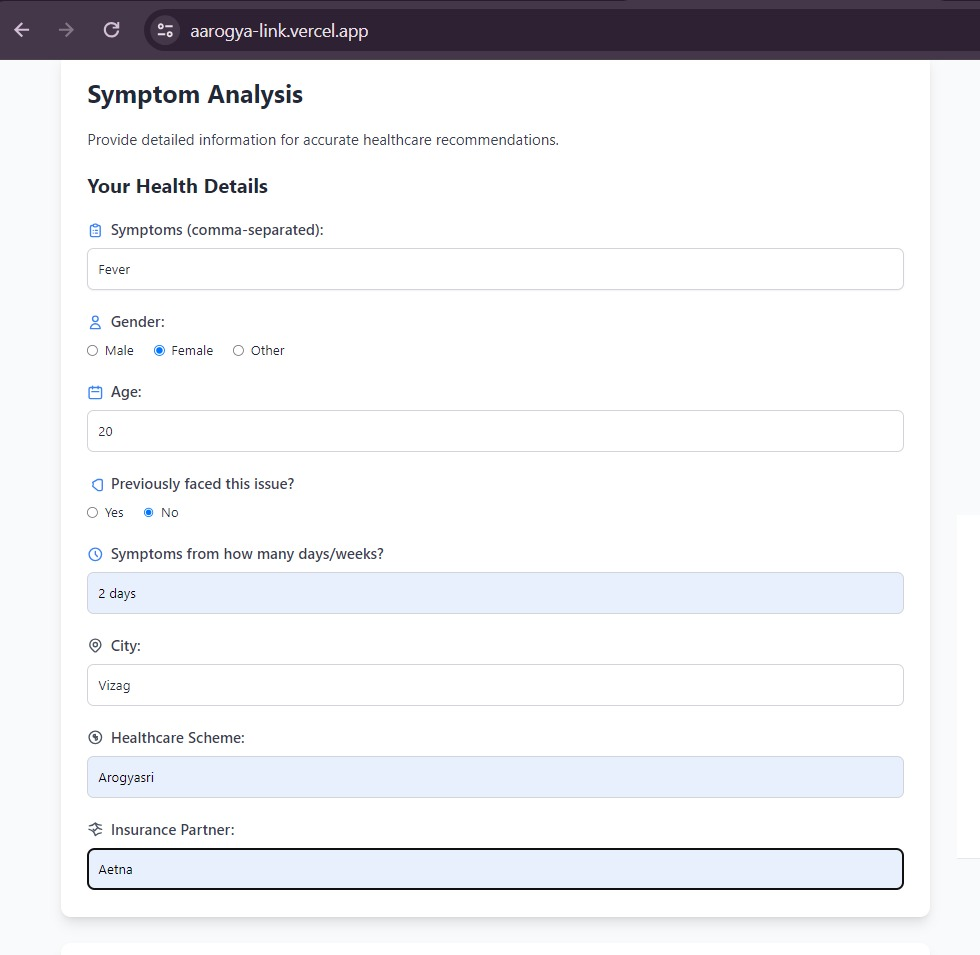 aarogya-link.vercel.app
Symptom Analysis
Provide detailed information for accurate healthcare recommendations.
Your Health Details
Symptoms (comma-separated):
Fever
Gender:
Male Female Other
Age:
20
Previously faced this issue?
Yes No
Symptoms from how many days/weeks?
2 days
City:
Vizag
Healthcare Scheme:
Arogyasri
Insurance Partner:
Aetna